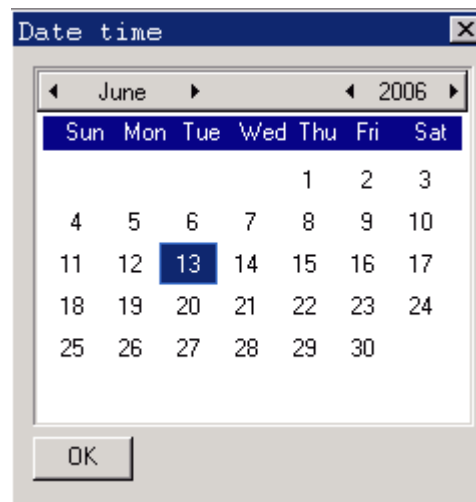 Date time
June 2006
Sun Mon Tue Wed Thu Fri Sat
1 2 3
4 5 6 7 8 9 10
11 12 13 14 15 16 17
18 19 20 21 22 23 24
25 26 27 28 29 30
OK